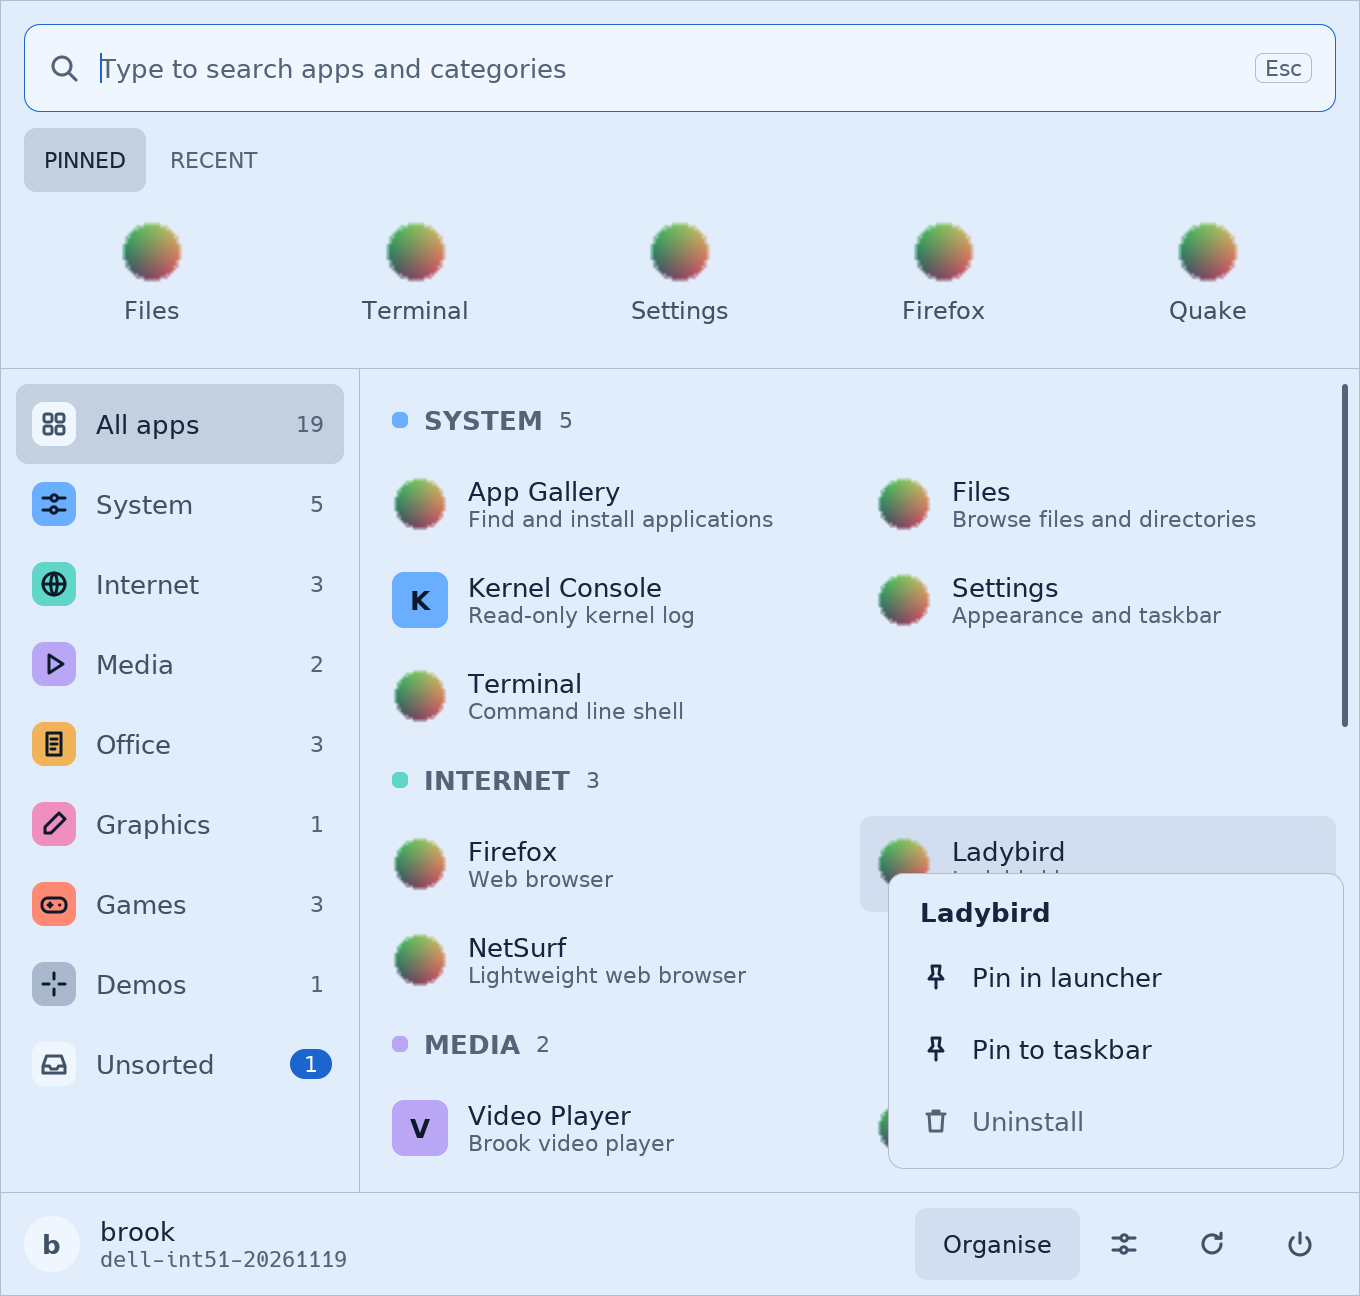 Type to search apps and categories
Esc
PINNED
RECENT
Files
Terminal
Settings
Firefox
Quake
All apps
19
System
5
Internet
3
Media
2
Office
3
Graphics
1
Games
3
Demos
1
Unsorted
1
SYSTEM 5
App Gallery
Find and install applications
Files
Browse files and directories
K
Kernel Console
Read-only kernel log
Settings
Appearance and taskbar
Terminal
Command line shell
INTERNET 3
Firefox
Web browser
Ladybird
NetSurf
Lightweight web browser
MEDIA 2
V
Video Player
Brook video player
Ladybird
Pin in launcher
Pin to taskbar
Uninstall
b
brook
dell-int51-20261119
Organise